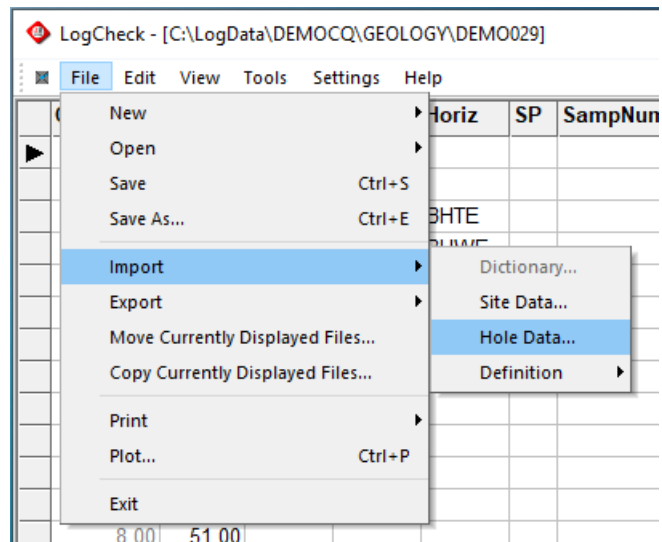 LogCheck - [C:\LogData\DEMOCQ\GEOLOGY\DEMO029]
File Edit View Tools Settings Help
Horiz SP SampNum
New
Open
Save Ctrl+S
Save As... Ctrl+E
BHTE
Import
Dictionary...
Export
Site Data...
Move Currently Displayed Files...
Hole Data...
Copy Currently Displayed Files...
Definition
Print
Plot... Ctrl+P
Exit
8.00 51.00